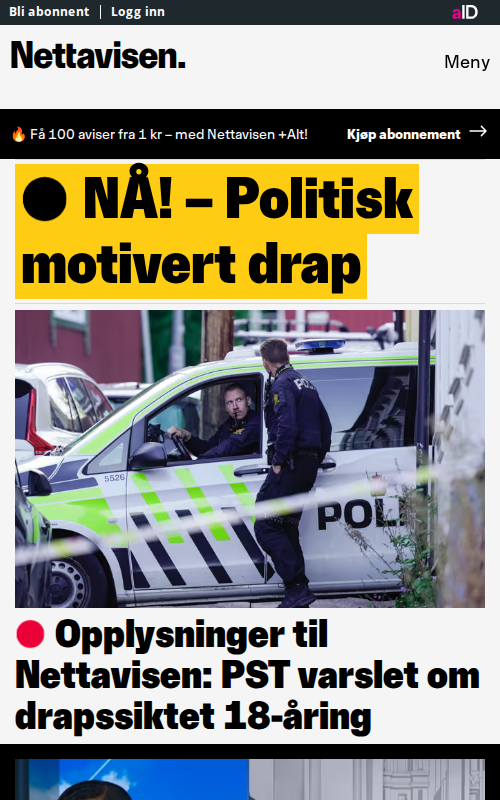 Bli abonnent | Logg inn
aID
Nettavisen.
Meny
🔥 Få 100 aviser fra 1 kr – med Nettavisen +Alt!
Kjøp abonnement →
● NÅ! – Politisk
motivert drap
5526
POL
POL
🔴 Opplysninger til
Nettavisen: PST varslet om
drapssiktet 18-åring